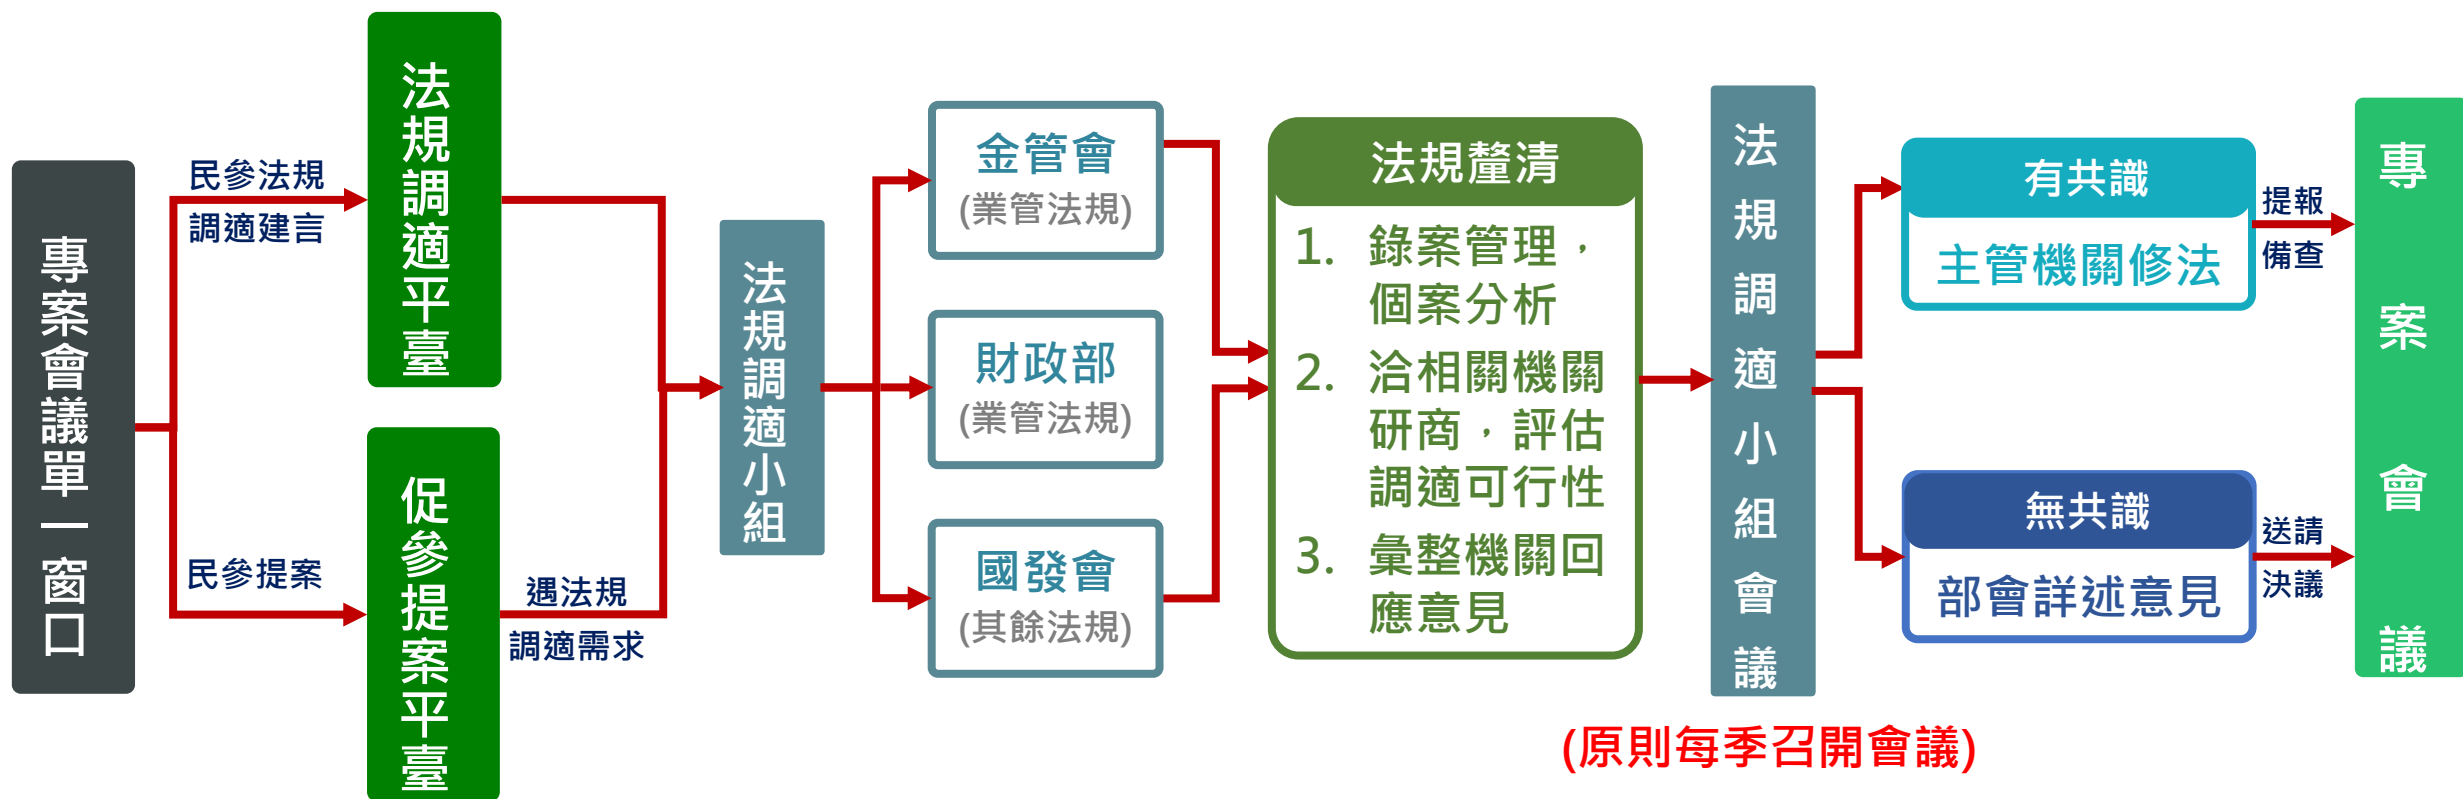 專案會議單一窗口
民參法規
調適建言
民參提案
法規調適平臺
促參提案平臺
遇法規
調適需求
法規調適小組
金管會
(業管法規)
財政部
(業管法規)
國發會
(其餘法規)
法規釐清
1. 錄案管理，
個案分析
2. 洽相關機關
研商，評估
調適可行性
3. 彙整機關回
應意見
法規調適小組會議
(原則每季召開會議)
有共識
主管機關修法
無共識
部會詳述意見
提報
備查
送請
決議
專案會議